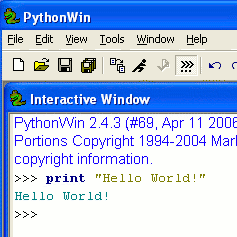 PythonWin
File Edit View Tools Window Help
Interactive Window
PythonWin 2.4.3 (#69, Apr 11 2006
Portions Copyright 1994-2004 Mar
copyright information.
>>> print "Hello World!"
Hello World!
>>>